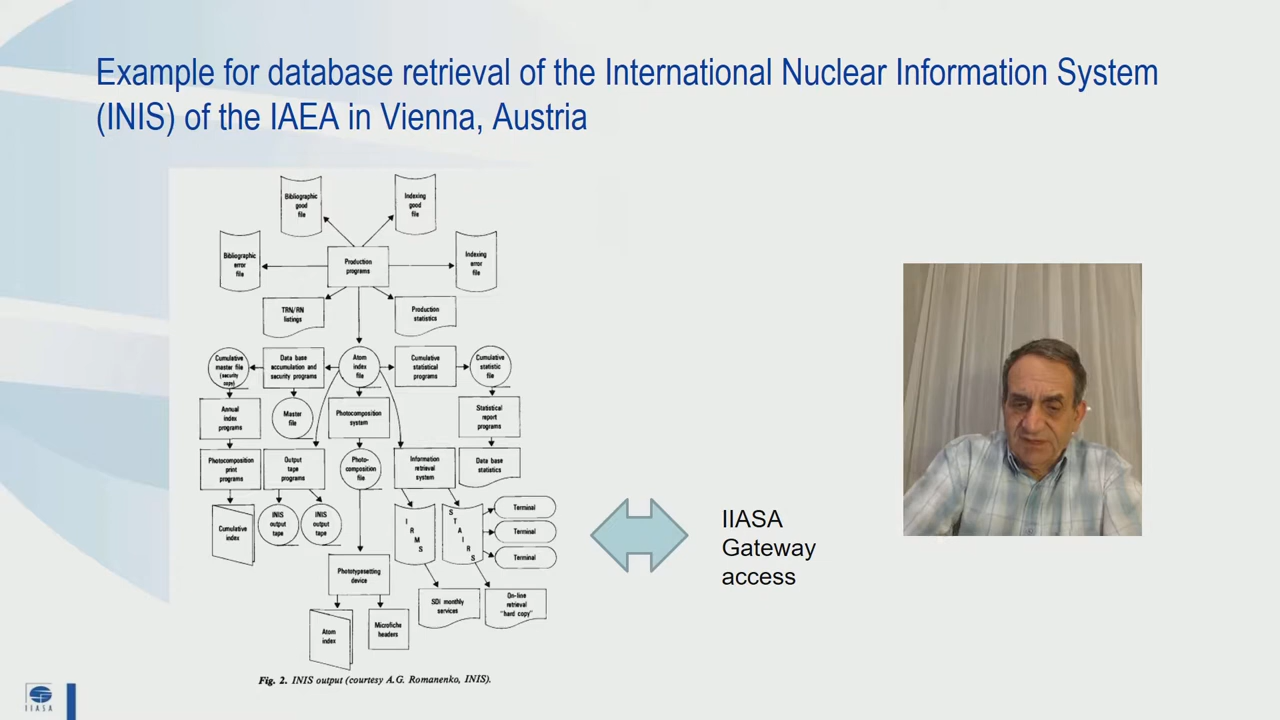 Example for database retrieval of the International Nuclear Information System
(INIS) of the IAEA in Vienna, Austria
Bibliographic
good
file
Indexing
good
file
Bibliographic
error
file
Production
programs
Indexing
error
file
TRN/RN
listings
Production
statistics
Cumulative
master file
(security
copy)
Data base
accumulation and
security programs
Atom
index
file
Cumulative
statistical
programs
Cumulative
statistic
file
Annual
index
programs
Master
file
Photocomposition
system
Statistical
report
programs
Photocomposition
print
programs
Output
tape
programs
Photo-
composition
file
Information
retrieval
system
Data base
statistics
Cumulative
index
INIS
output
tape
INIS
output
tape
I
R
M
S
S
T
A
I
R
S
Terminal
Terminal
Terminal
IIASA
Gateway
access
Phototypesetting
device
SDI monthly
services
On-line
retrieval
"hard copy"
Atom
index
Microfiche
headers
Fig. 2. INIS output (courtesy A.G. Romanenko, INIS).
IIASA